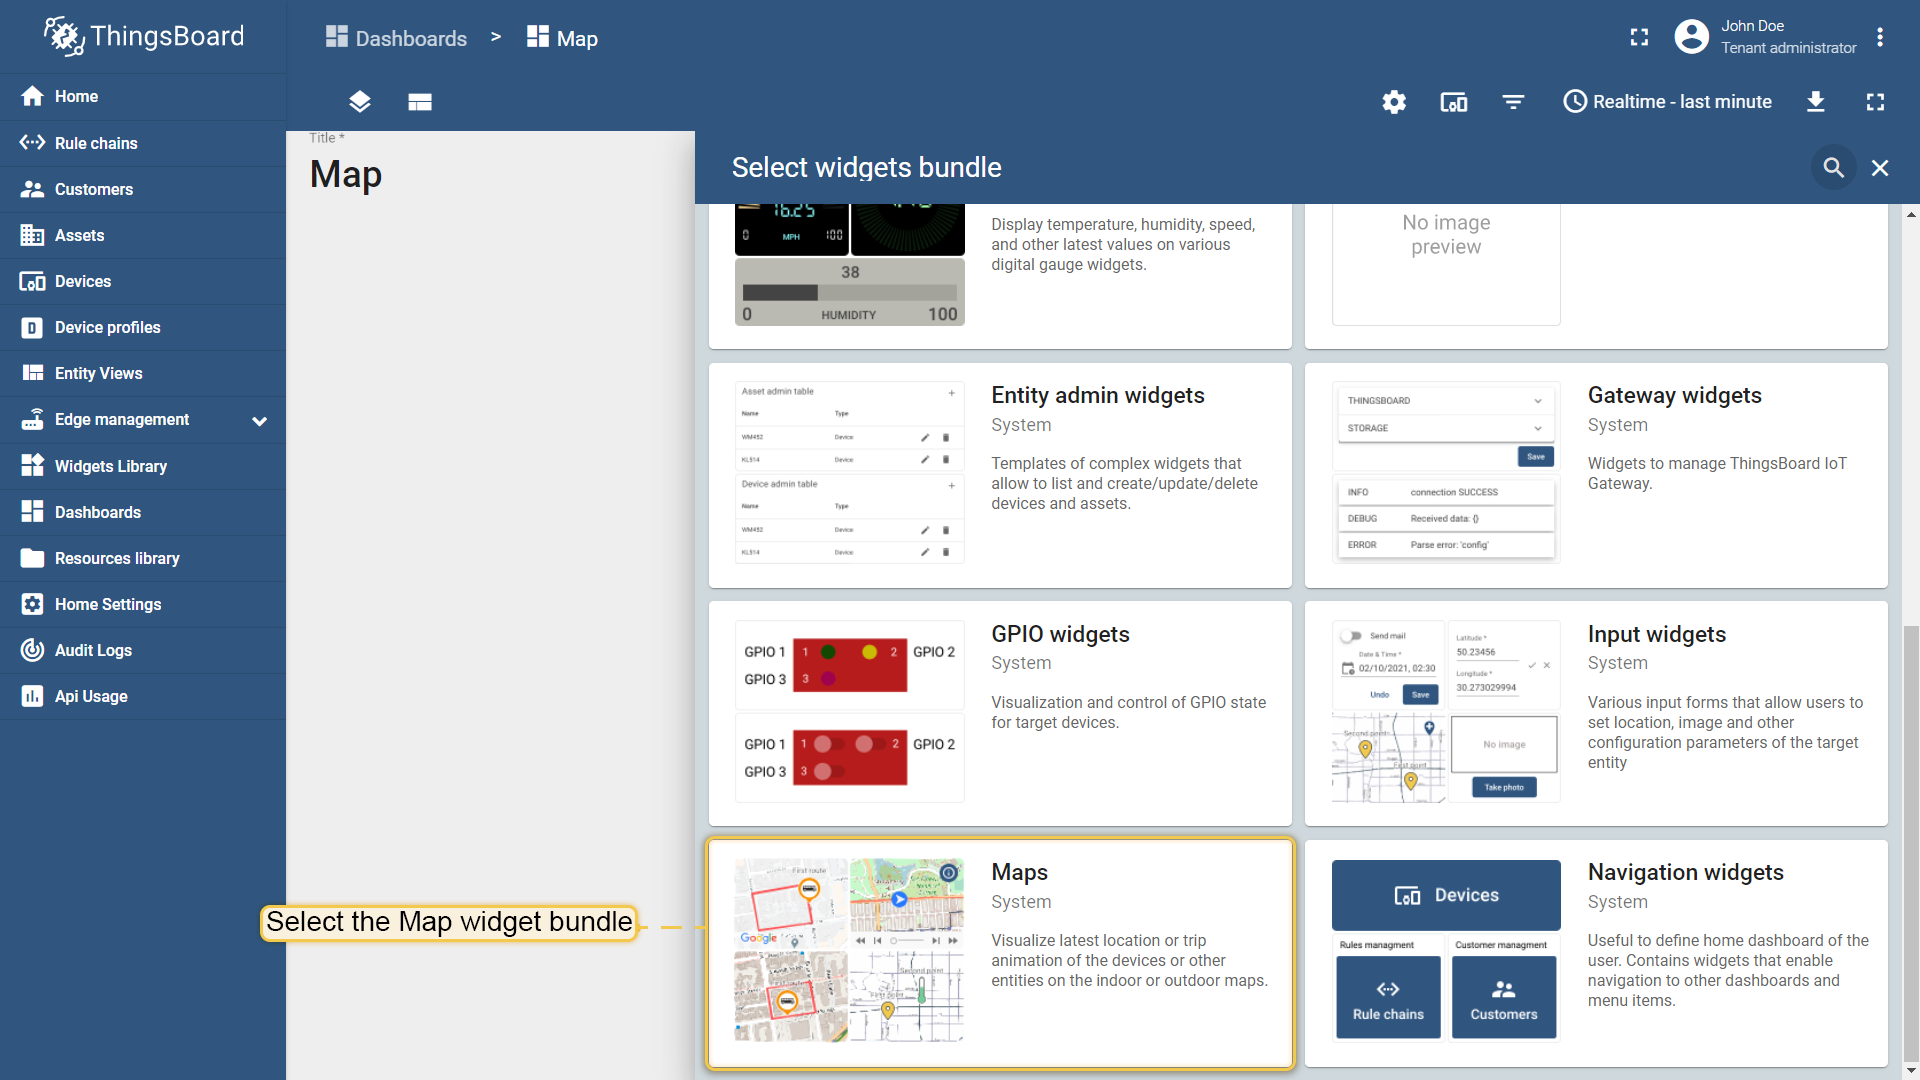 ThingsBoard
Dashboards > Map
John Doe
Tenant administrator
Realtime - last minute
Home
Rule chains
Customers
Assets
Devices
Device profiles
Entity Views
Edge management
Widgets Library
Dashboards
Resources library
Home Settings
Audit Logs
Api Usage
Title *
Map
Select widgets bundle
16.25
0 MPH 100
38
0 HUMIDITY 100
Display temperature, humidity, speed,
and other latest values on various
digital gauge widgets.
No image
preview
Asset admin table +
Name Type
WM452 Device
KL514 Device
Device admin table +
Name Type
WM452 Device
KL514 Device
Entity admin widgets
System
Templates of complex widgets that
allow to list and create/update/delete
devices and assets.
THINGSBOARD
STORAGE
Save
INFO connection SUCCESS
DEBUG Received data: {}
ERROR Parse error: 'config'
Gateway widgets
System
Widgets to manage ThingsBoard IoT
Gateway.
GPIO 1 1 2 GPIO 2
GPIO 3 3
GPIO 1 1 2 GPIO 2
GPIO 3 3
GPIO widgets
System
Visualization and control of GPIO state
for target devices.
Send mail
Date & Time *
02/10/2021, 02:30
Undo Save
Latitude *
50.23456
Longitude *
30.273029994
Second point
First point
No image
Take photo
Input widgets
System
Various input forms that allow users to
set location, image and other
configuration parameters of the target
entity
Select the Map widget bundle
First route
Google
Second point
First point
Maps
System
Visualize latest location or trip
animation of the devices or other
entities on the indoor or outdoor maps.
Devices
Rules managment
Rule chains
Customer managment
Customers
Navigation widgets
System
Useful to define home dashboard of the
user. Contains widgets that enable
navigation to other dashboards and
menu items.